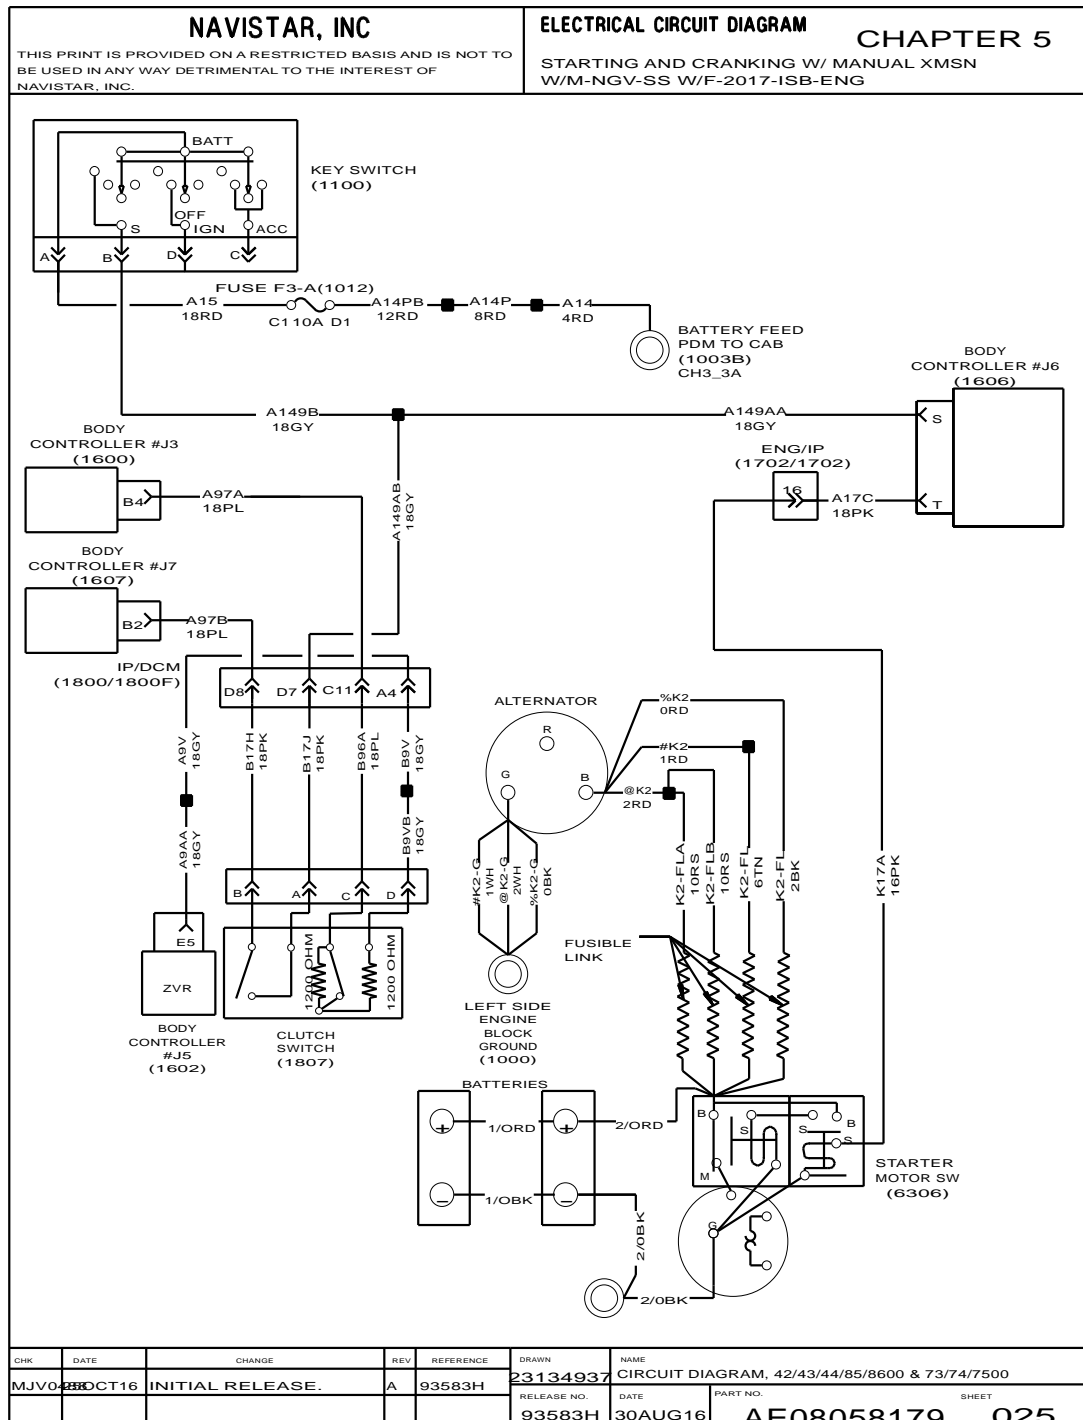 NAVISTAR, INC
THIS PRINT IS PROVIDED ON A RESTRICTED BASIS AND IS NOT TO
BE USED IN ANY WAY DETRIMENTAL TO THE INTEREST OF
NAVISTAR, INC.
ELECTRICAL CIRCUIT DIAGRAM
CHAPTER 5
STARTING AND CRANKING W/ MANUAL XMSN
W/M-NGV-SS W/F-2017-ISB-ENG
BATT
KEY SWITCH
(1100)
OFF
S
IGN
ACC
A
B
D
C
FUSE F3-A(1012)
A15
18RD
C110A D1
A14PB
12RD
A14P
8RD
A14
4RD
BATTERY FEED
PDM TO CAB
(1003B)
CH3_3A
BODY
CONTROLLER #J6
(1606)
A149B
18GY
A149AA
18GY
S
BODY
CONTROLLER #J3
(1600)
ENG/IP
(1702/1702)
16
A17C
18PK
T
B4
A97A
18PL
A149AB
18GY
BODY
CONTROLLER #J7
(1607)
B2
A97B
18PL
IP/DCM
(1800/1800F)
D8
D7
C11
A4
ALTERNATOR
R
G
B
%K2
0RD
#K2
1RD
@K2
2RD
A9V
18GY
B17H
18PK
B17J
18PK
B96A
18PL
B9V
18GY
A9AA
18GY
B9VB
18GY
#K2-G
1WH
@K2-G
2WH
%K2-G
0BK
K2-FLA
10RS
K2-FLB
10RS
K2-FL
6TN
K2-FL
2BK
K17A
16PK
B
A
C
D
E5
ZVR
1200 OHM
1200 OHM
FUSIBLE
LINK
BODY
CONTROLLER
#J5
(1602)
CLUTCH
SWITCH
(1807)
LEFT SIDE
ENGINE
BLOCK
GROUND
(1000)
BATTERIES
+
1/ORD
+
2/ORD
B
S
S
B
S
M
STARTER
MOTOR SW
(6306)
−
1/OBK
−
2/0BK
G
2/0BK
CHK
DATE
CHANGE
REV
REFERENCE
DRAWN
NAME
INITIAL RELEASE.
A
93583H
23134937
CIRCUIT DIAGRAM, 42/43/44/85/8600 & 73/74/7500
RELEASE NO.
DATE
PART NO.
SHEET
93583H
30AUG16
AE08058179
025